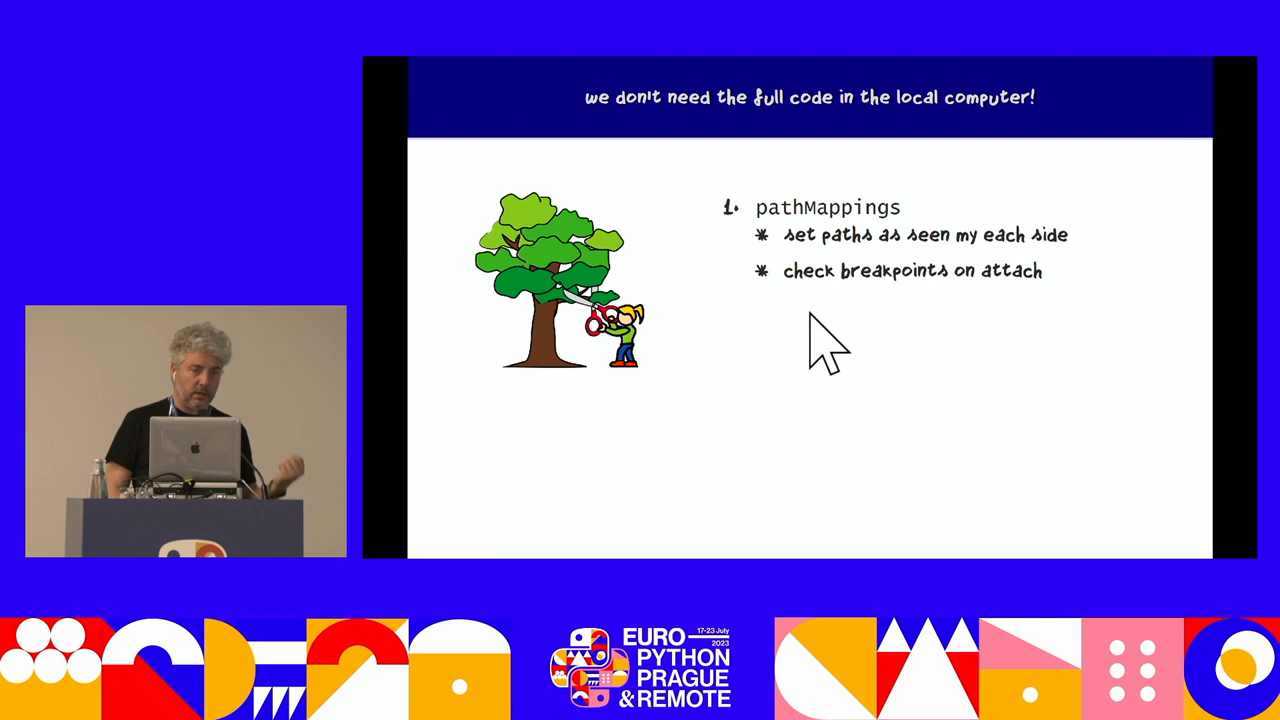 we don't need the full code in the local computer!
1. pathMappings
* set paths as seen my each side
* check breakpoints on attach
EURO 17-23 July 2023
PYTHON
PRAGUE
& REMOTE